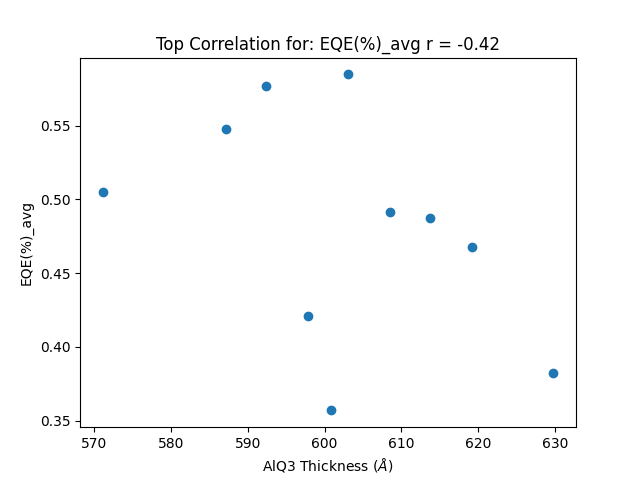 Top Correlation for: EQE(%)_avg r = -0.42
EQE(%)_avg
0.55
0.50
0.45
0.40
0.35
570 580 590 600 610 620 630
AlQ3 Thickness (Å)